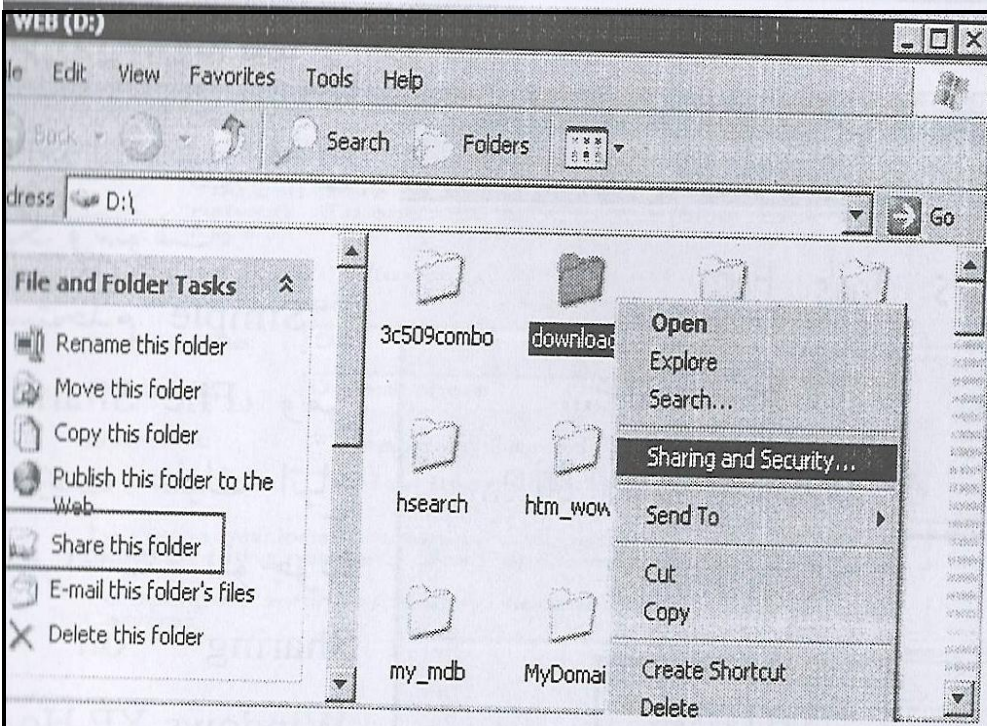 WEB (D:)
le Edit View Favorites Tools Help
Back Search Folders
dress D:\ Go
File and Folder Tasks
Rename this folder
Move this folder
Copy this folder
Publish this folder to the
Web
Share this folder
E-mail this folder's files
Delete this folder
3c509combo
download
hsearch
htm_wow
my_mdb
MyDomai
Open
Explore
Search...
Sharing and Security...
Send To
Cut
Copy
Create Shortcut
Delete